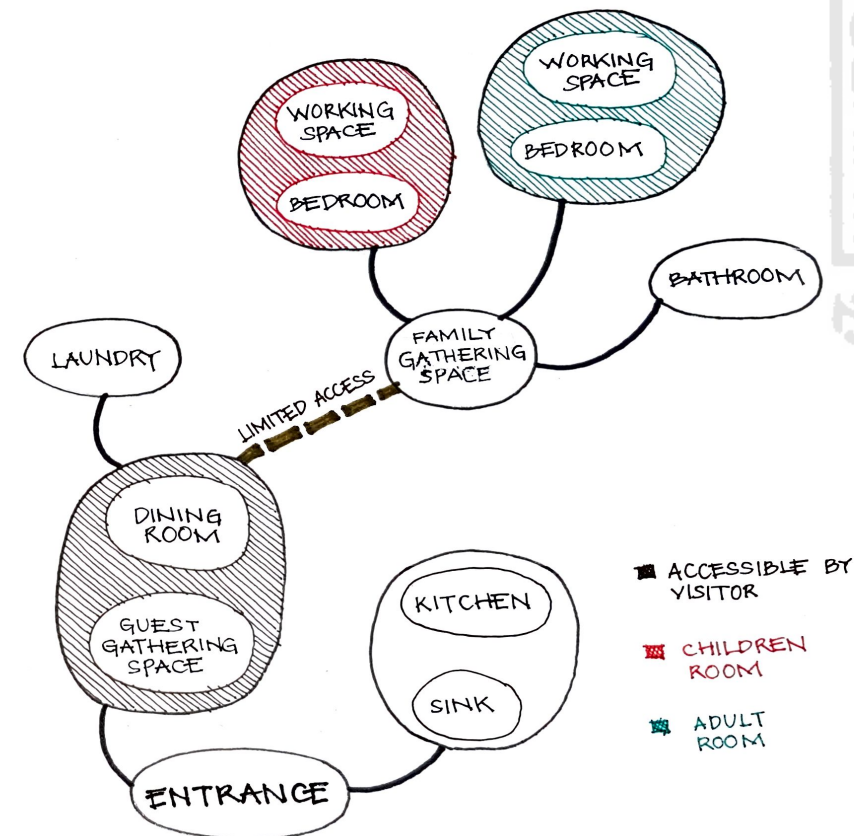 WORKING
SPACE
BEDROOM
WORKING
SPACE
BEDROOM
BATHROOM
FAMILY
GATHERING
SPACE
LAUNDRY
LIMITED ACCESS
DINING
ROOM
GUEST
GATHERING
SPACE
KITCHEN
SINK
ENTRANCE
ACCESSIBLE BY
VISITOR
CHILDREN
ROOM
ADULT
ROOM